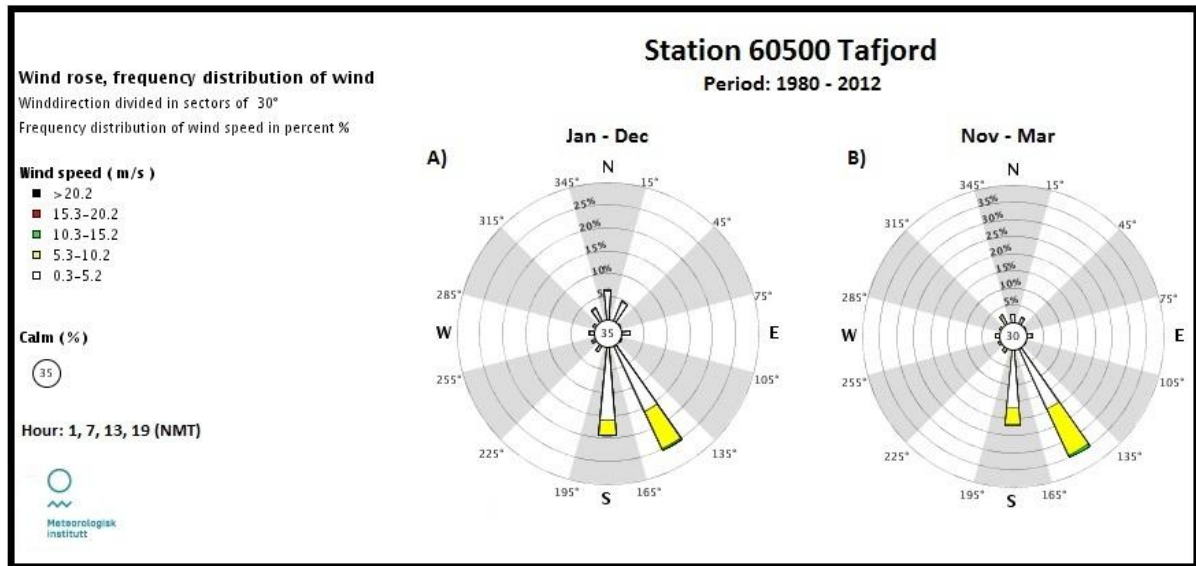 Station 60500 Tafjord
Period: 1980 - 2012
Wind rose, frequency distribution of wind
Winddirection divided in sectors of 30°
Frequency distribution of wind speed in percent %
Wind speed ( m/s )
>20.2
15.3-20.2
10.3-15.2
5.3-10.2
0.3-5.2
Calm (%)
35
Hour: 1, 7, 13, 19 (NMT)
Meteorologisk
institutt
Jan - Dec
A)
N
345° 15°
315° 45°
285° 75°
W E
255° 105°
225° 135°
195° 165°
S
25%
20%
15%
10%
5%
35
Nov - Mar
B)
N
345° 15°
315° 45°
285° 75°
W E
255° 105°
225° 135°
195° 165°
S
35%
30%
25%
20%
15%
10%
5%
30